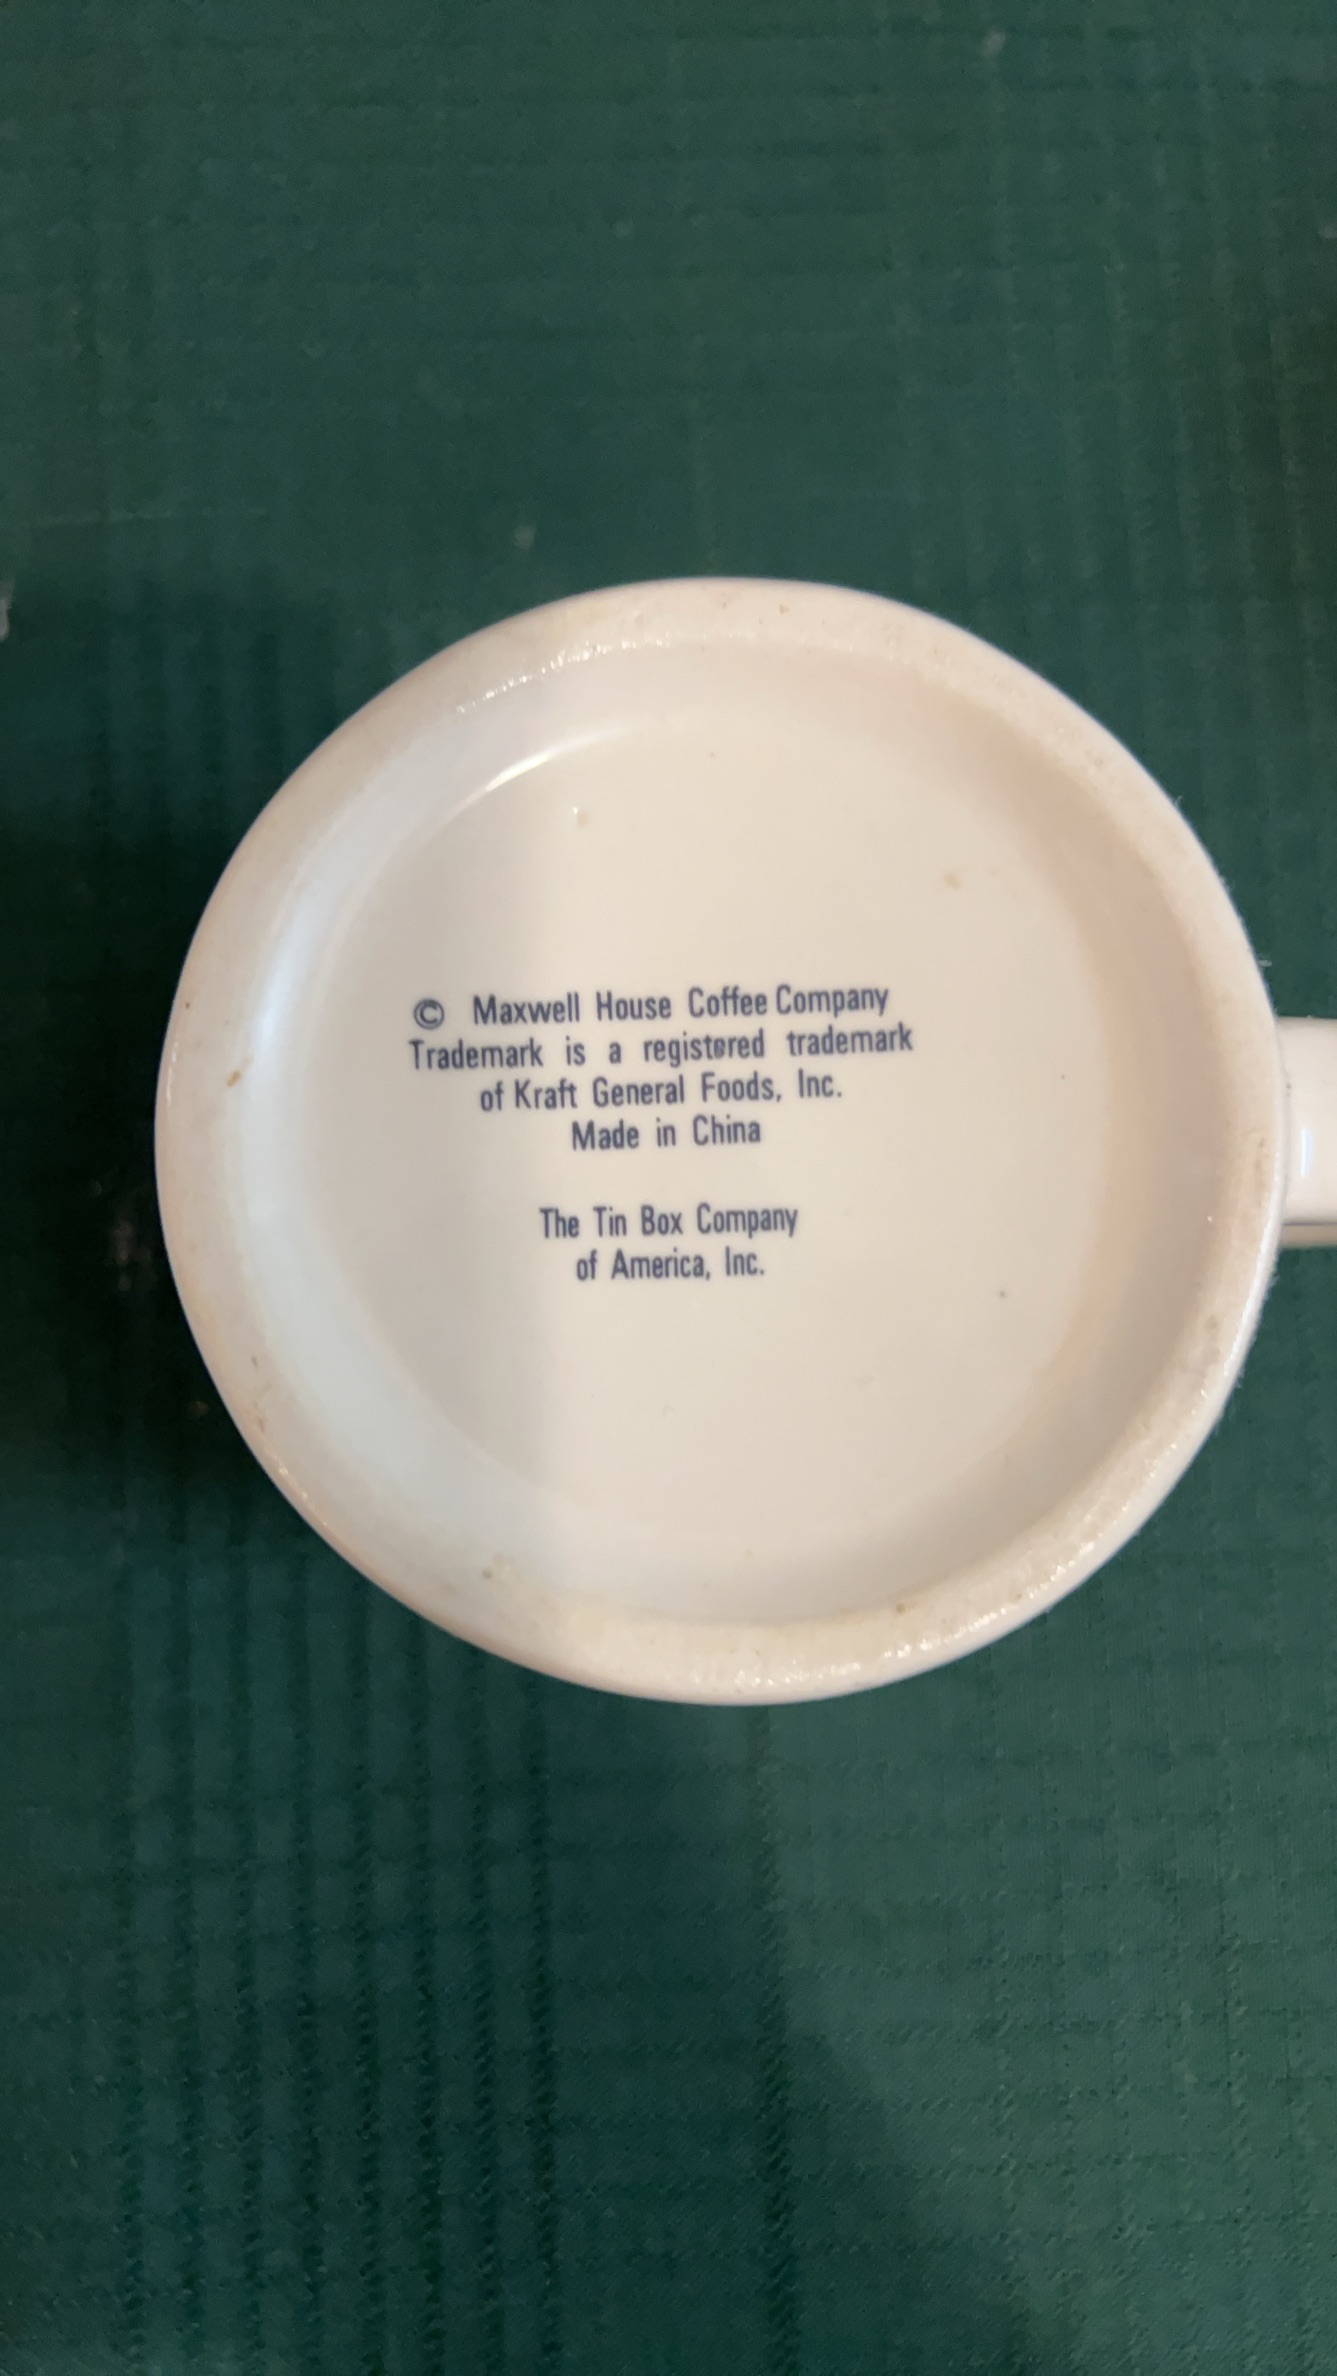 © Maxwell House Coffee Company
Trademark is a registered trademark
of Kraft General Foods, Inc.
Made in China
The Tin Box Company
of America, Inc.